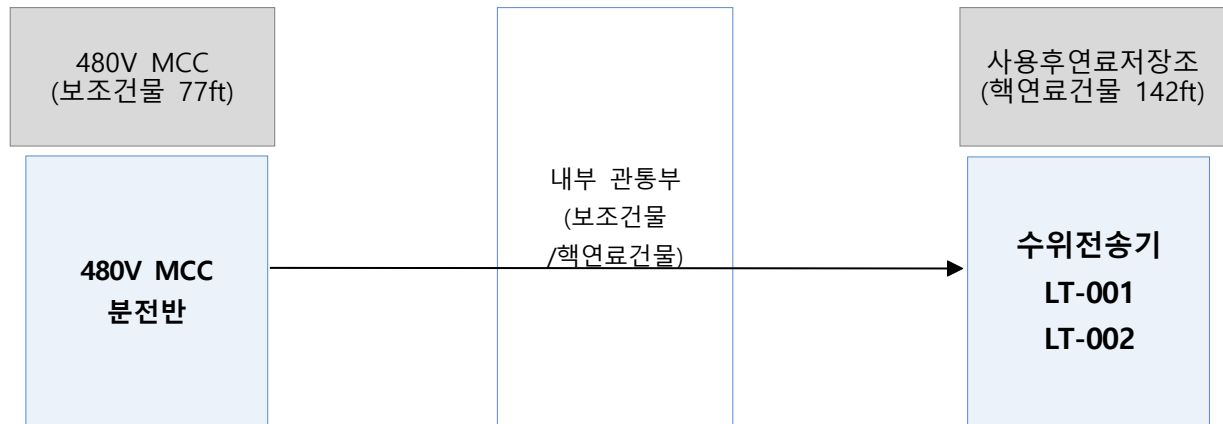 480V MCC
(보조건물 77ft)
사용후연료저장조
(핵연료건물 142ft)
내부 관통부
(보조건물
/핵연료건물)
480V MCC
분전반
수위전송기
LT-001
LT-002